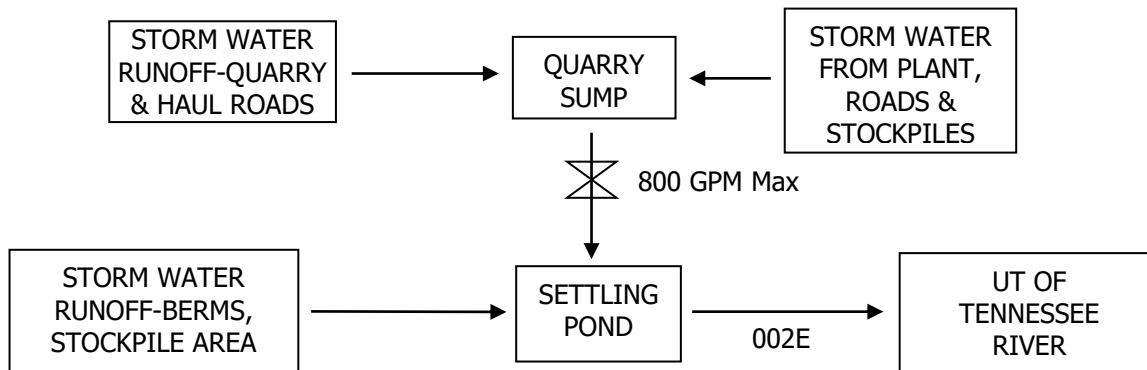 STORM WATER
RUNOFF-QUARRY
& HAUL ROADS
QUARRY
SUMP
STORM WATER
FROM PLANT,
ROADS &
STOCKPILES
800 GPM Max
STORM WATER
RUNOFF-BERMS,
STOCKPILE AREA
SETTLING
POND
002E
UT OF
TENNESSEE
RIVER